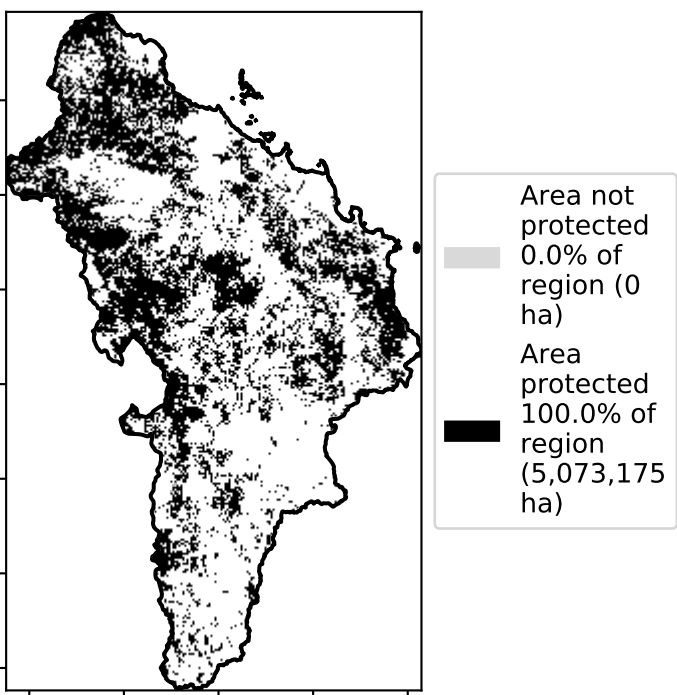 Area not
protected
0.0% of
region (0
ha)
Area
protected
100.0% of
region
(5,073,175
ha)